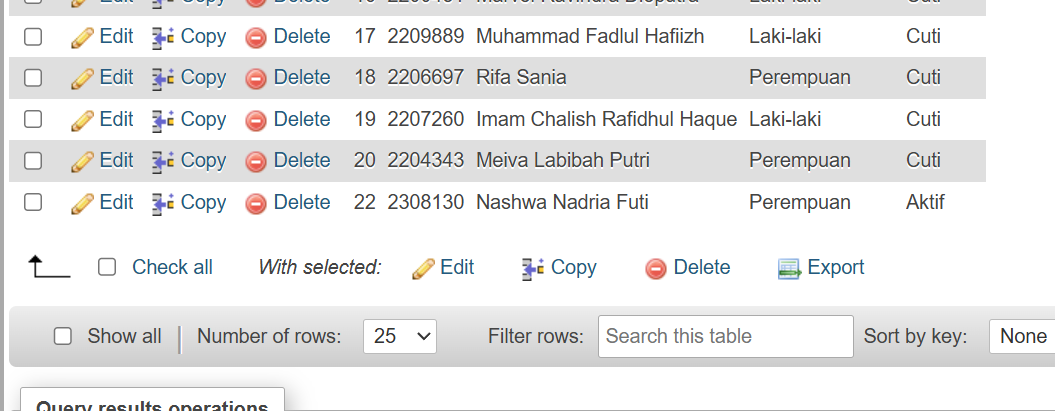 Edit Copy Delete 17 2209889 Muhammad Fadlul Hafiizh Laki-laki Cuti
Edit Copy Delete 18 2206697 Rifa Sania Perempuan Cuti
Edit Copy Delete 19 2207260 Imam Chalish Rafidhul Haque Laki-laki Cuti
Edit Copy Delete 20 2204343 Meiva Labibah Putri Perempuan Cuti
Edit Copy Delete 22 2308130 Nashwa Nadria Futi Perempuan Aktif
Check all With selected: Edit Copy Delete Export
Show all Number of rows: 25 Filter rows: Search this table Sort by key: None
Query results operations